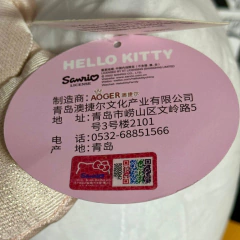 HELLO KITTY
Sanrio
LICENSE
制造商：AOGER 澳捷尔
青岛澳捷尔文化产业有限公司
地址：青岛市崂山区文岭路5
号3号楼2101
电话：0532-68851566
产地：青岛
Sanrio